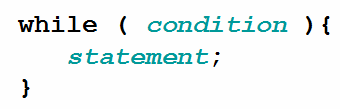 while ( condition ){
statement;
}